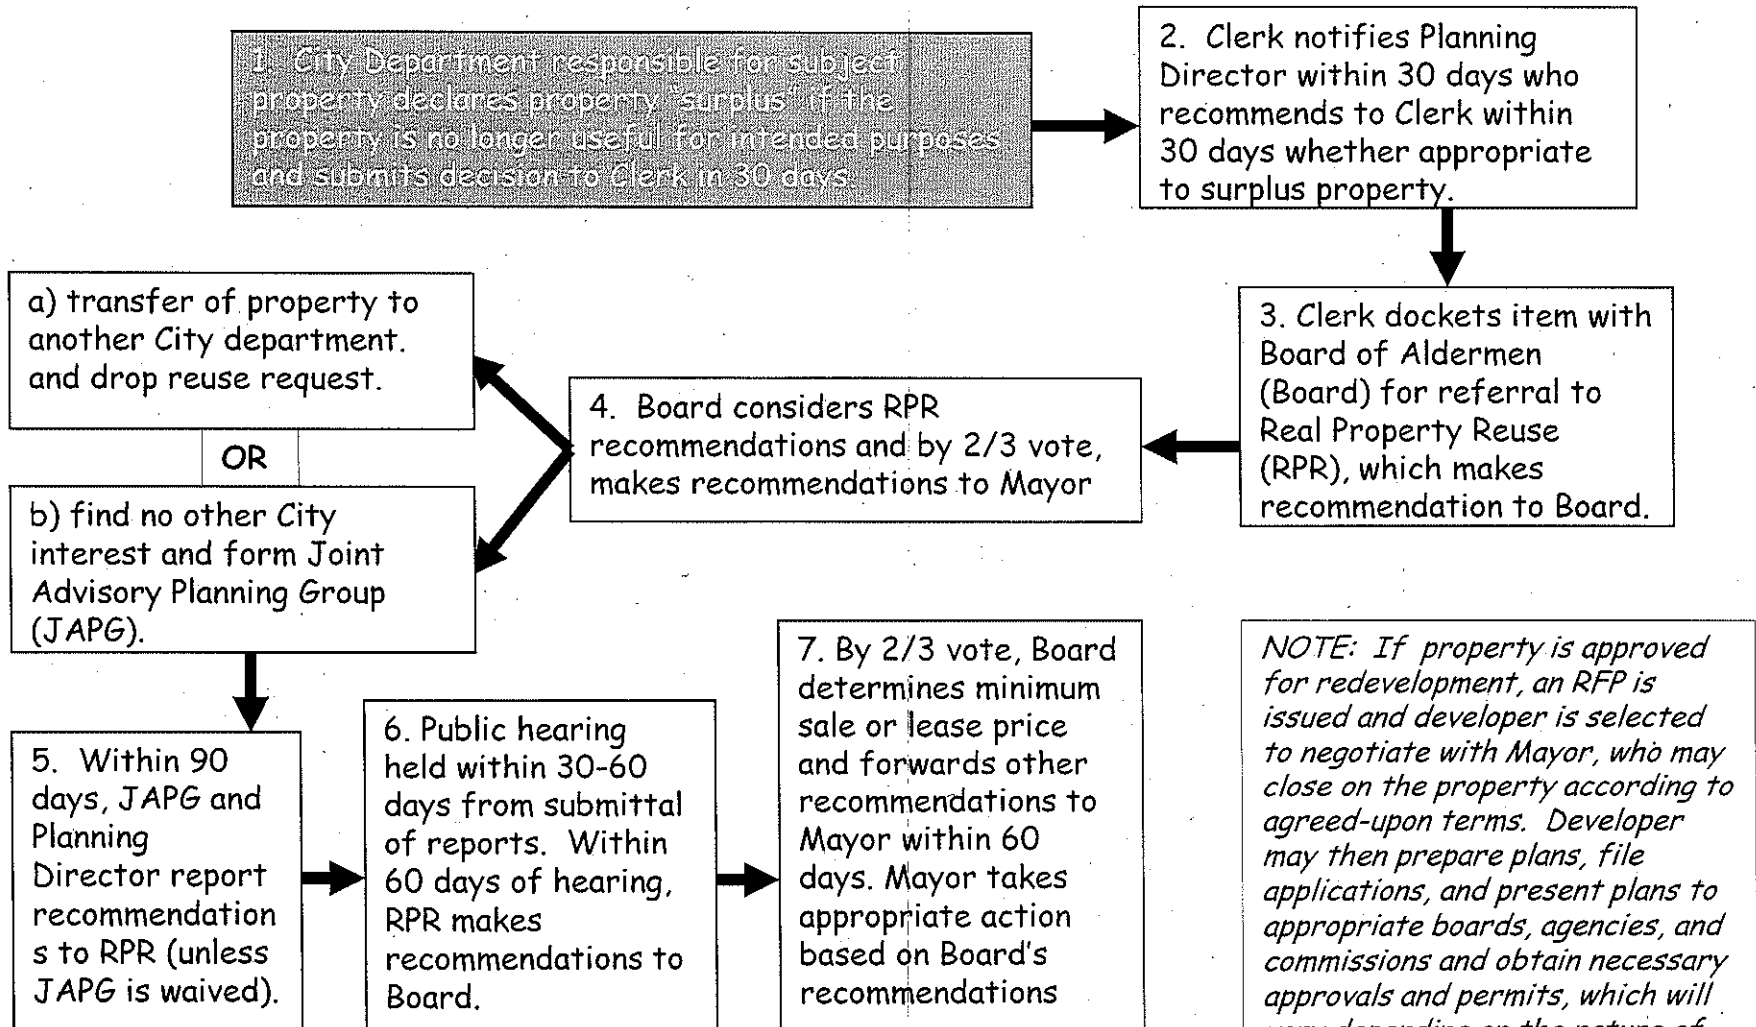 1. City Department responsible for subject
property declares property "surplus" if the
property is no longer useful for intended purposes
and submits decision to Clerk in 30 days
2. Clerk notifies Planning
Director within 30 days who
recommends to Clerk within
30 days whether appropriate
to surplus property.
3. Clerk dockets item with
Board of Aldermen
(Board) for referral to
Real Property Reuse
(RPR), which makes
recommendation to Board.
4. Board considers RPR
recommendations and by 2/3 vote,
makes recommendations to Mayor
a) transfer of property to
another City department.
and drop reuse request.
OR
b) find no other City
interest and form Joint
Advisory Planning Group
(JAPG).
5. Within 90
days, JAPG and
Planning
Director report
recommendation
s to RPR (unless
JAPG is waived).
6. Public hearing
held within 30-60
days from submittal
of reports. Within
60 days of hearing,
RPR makes
recommendations to
Board.
7. By 2/3 vote, Board
determines minimum
sale or lease price
and forwards other
recommendations to
Mayor within 60
days. Mayor takes
appropriate action
based on Board's
recommendations
NOTE: If property is approved
for redevelopment, an RFP is
issued and developer is selected
to negotiate with Mayor, who may
close on the property according to
agreed-upon terms. Developer
may then prepare plans, file
applications, and present plans to
appropriate boards, agencies, and
commissions and obtain necessary
approvals and permits, which will
vary depending on the nature of